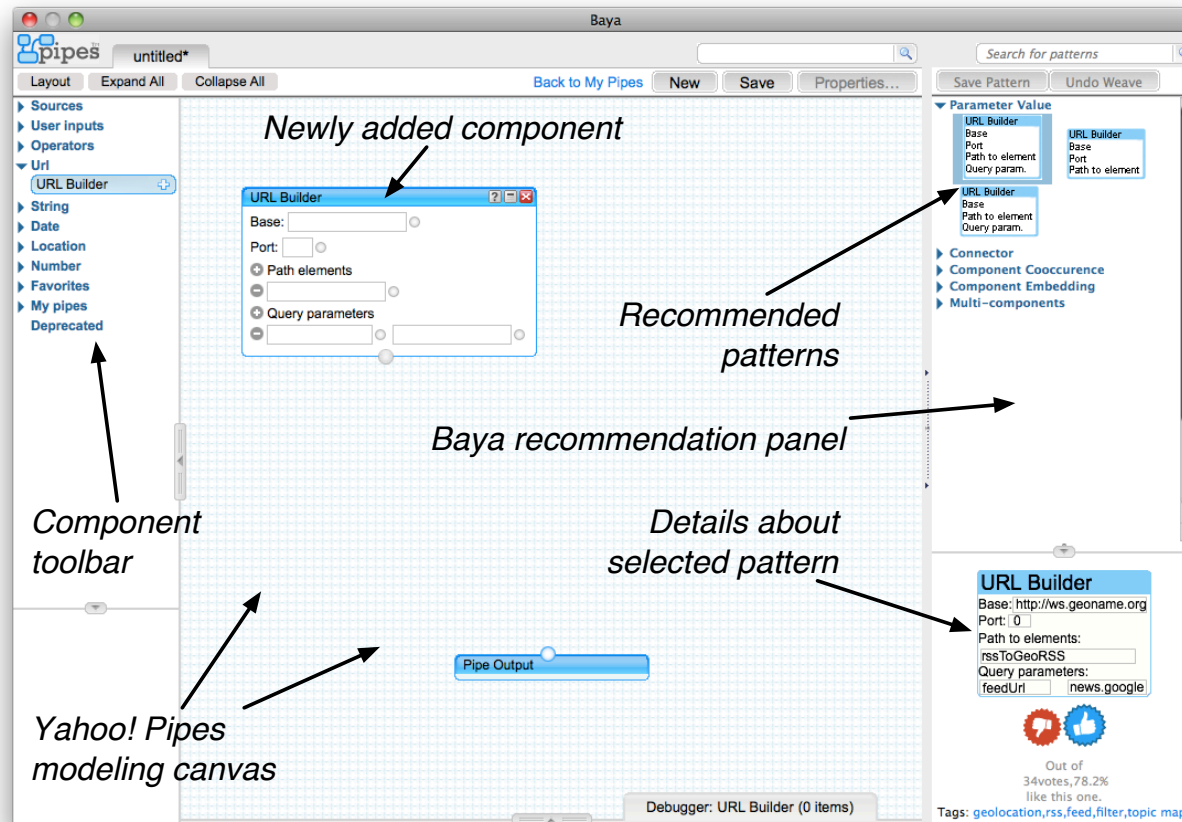 Baya
pipes
untitled*
Search for patterns
Layout
Expand All
Collapse All
Back to My Pipes
New
Save
Properties...
Save Pattern
Undo Weave
Sources
User inputs
Operators
Url
URL Builder
String
Date
Location
Number
Favorites
My pipes
Deprecated
Newly added component
URL Builder
Base:
Port:
Path elements
Query parameters
Parameter Value
URL Builder
Base
Port
Path to element
Query param.
URL Builder
Base
Port
Path to element
URL Builder
Base
Path to element
Query param.
Connector
Component Cooccurence
Component Embedding
Multi-components
Recommended
patterns
Baya recommendation panel
Component
toolbar
Details about
selected pattern
URL Builder
Base: http://ws.geoname.org
Port: 0
Path to elements:
rssToGeoRSS
Query parameters:
feedUrl news.google
Pipe Output
Yahoo! Pipes
modeling canvas
Out of
34votes,78.2%
like this one.
Debugger: URL Builder (0 items)
Tags: geolocation,rss,feed,filter,topic map